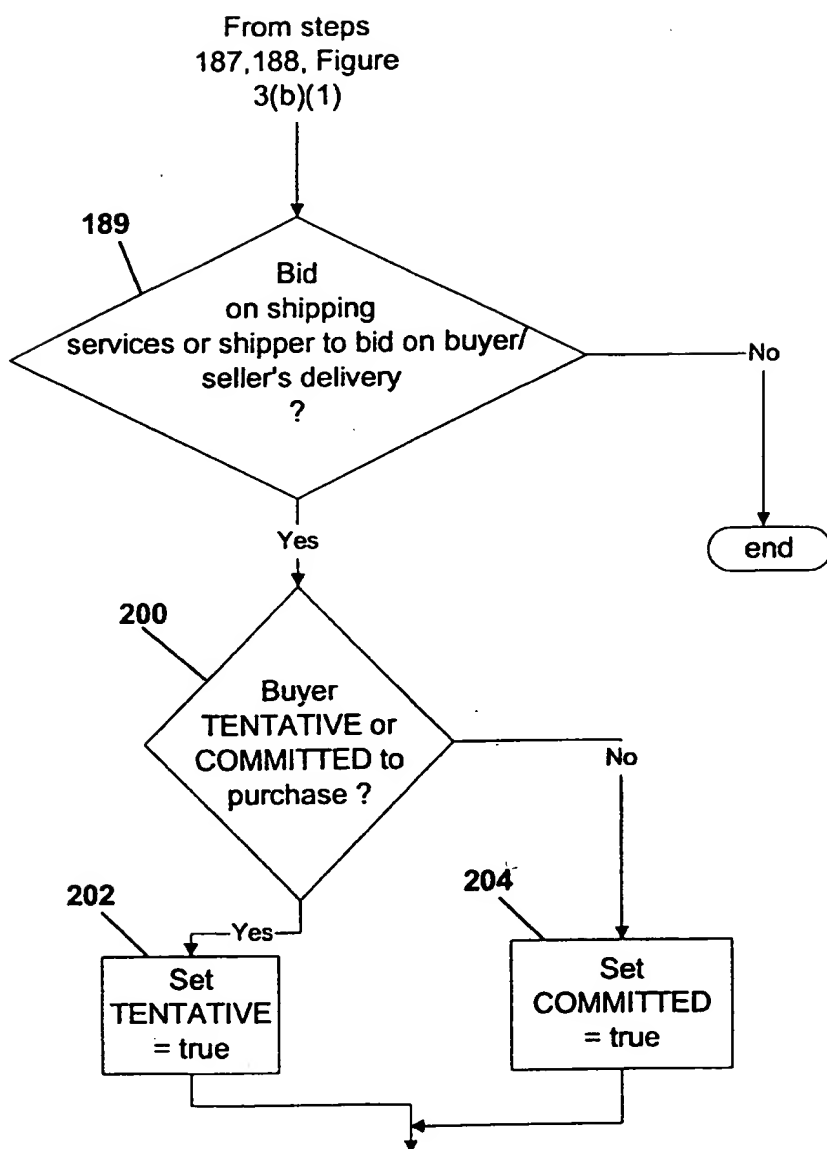 From steps
187,188, Figure
3(b)(1)
189
Bid
on shipping
services or shipper to bid on buyer/
seller's delivery
?
No
end
Yes
200
Buyer
TENTATIVE or
COMMITTED to
purchase ?
No
202
Yes
204
Set
TENTATIVE
= true
Set
COMMITTED
= true